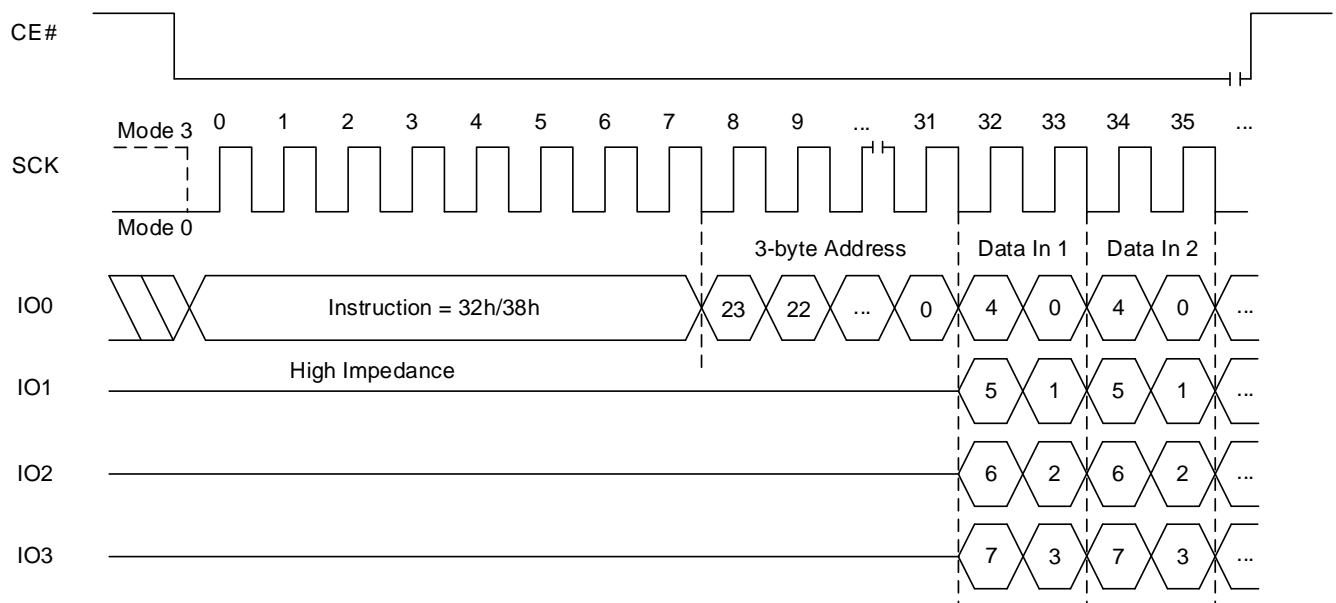 CE#
Mode 3 0 1 2 3 4 5 6 7 8 9 ... 31 32 33 34 35 ...
SCK
Mode 0
3-byte Address Data In 1 Data In 2
IO0 Instruction = 32h/38h 23 22 ... 0 4 0 4 0 ...
High Impedance
IO1 5 1 5 1 ...
IO2 6 2 6 2 ...
IO3 7 3 7 3 ...